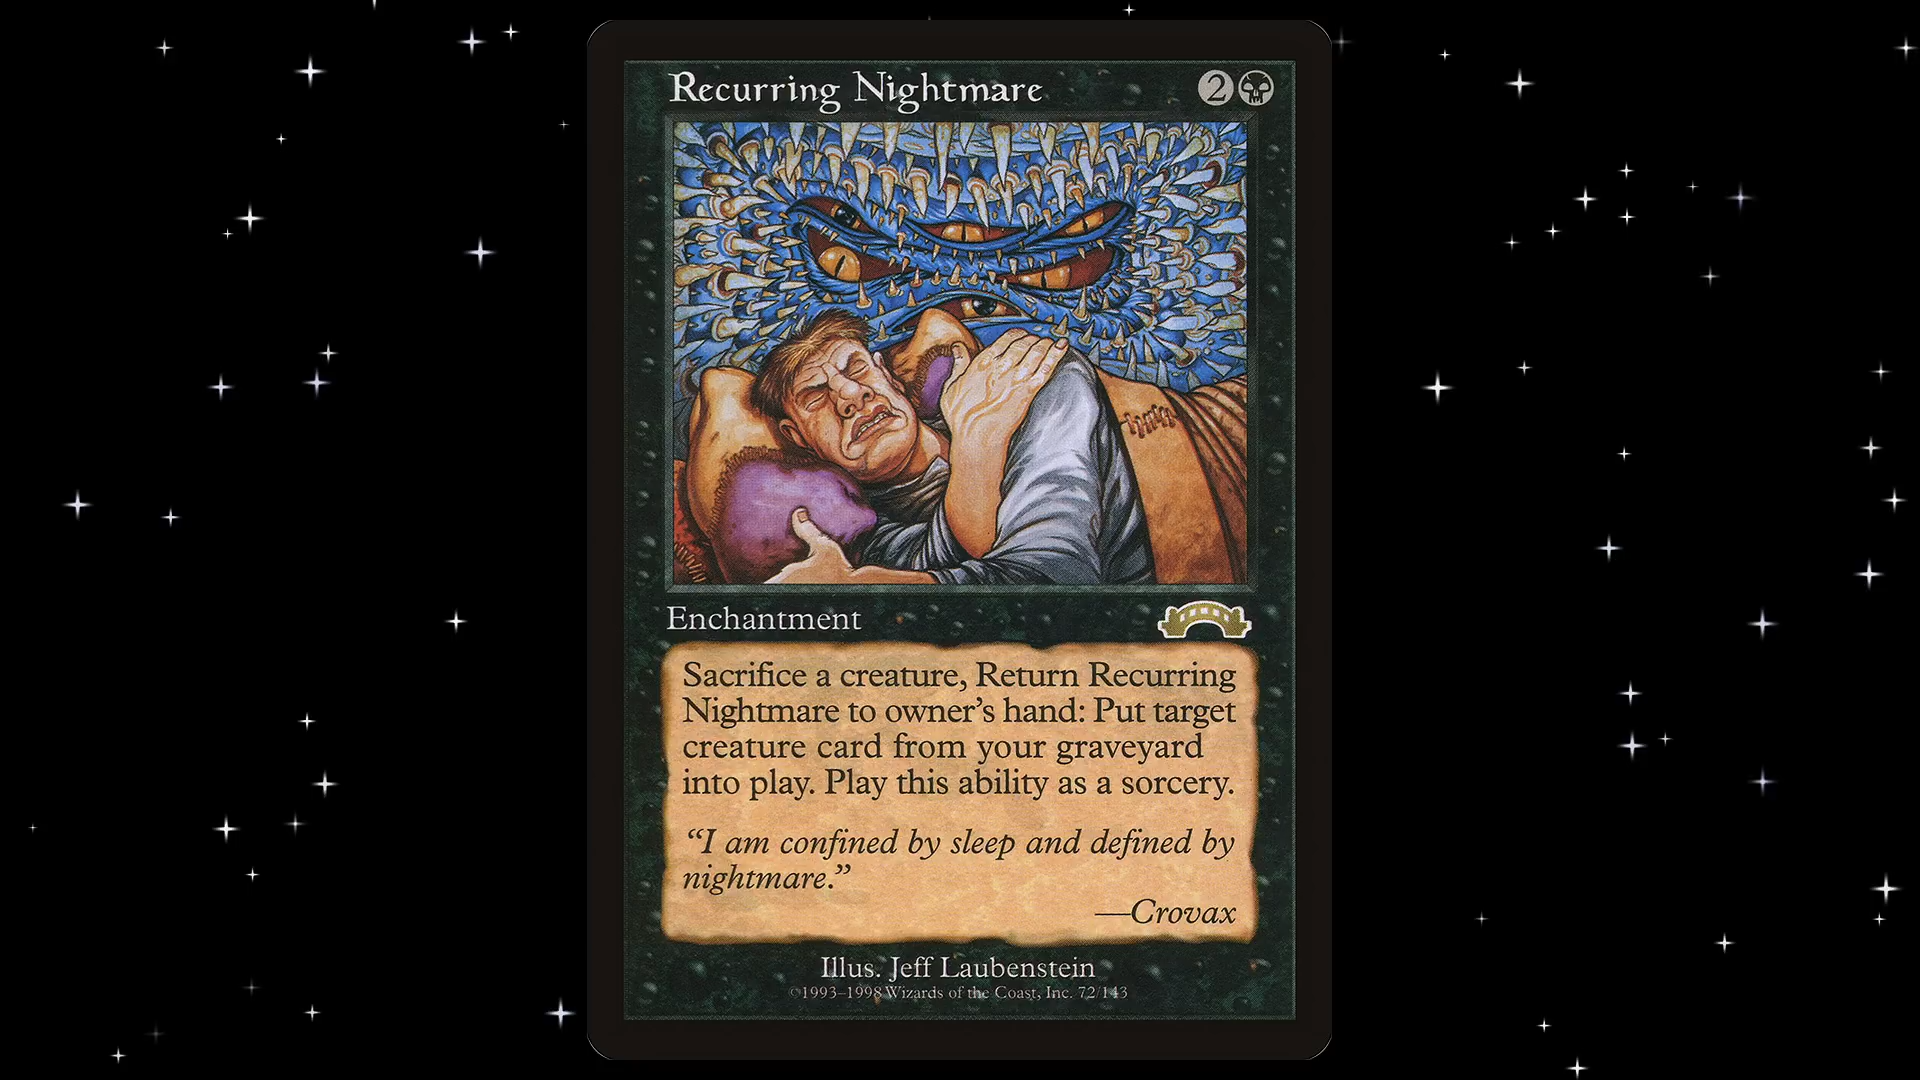 Recurring Nightmare 2
Enchantment
Sacrifice a creature, Return Recurring
Nightmare to owner's hand: Put target
creature card from your graveyard
into play. Play this ability as a sorcery.
“I am confined by sleep and defined by
nightmare.”
—Crovax
Illus. Jeff Laubenstein
©1993–1998 Wizards of the Coast, Inc. 72/143